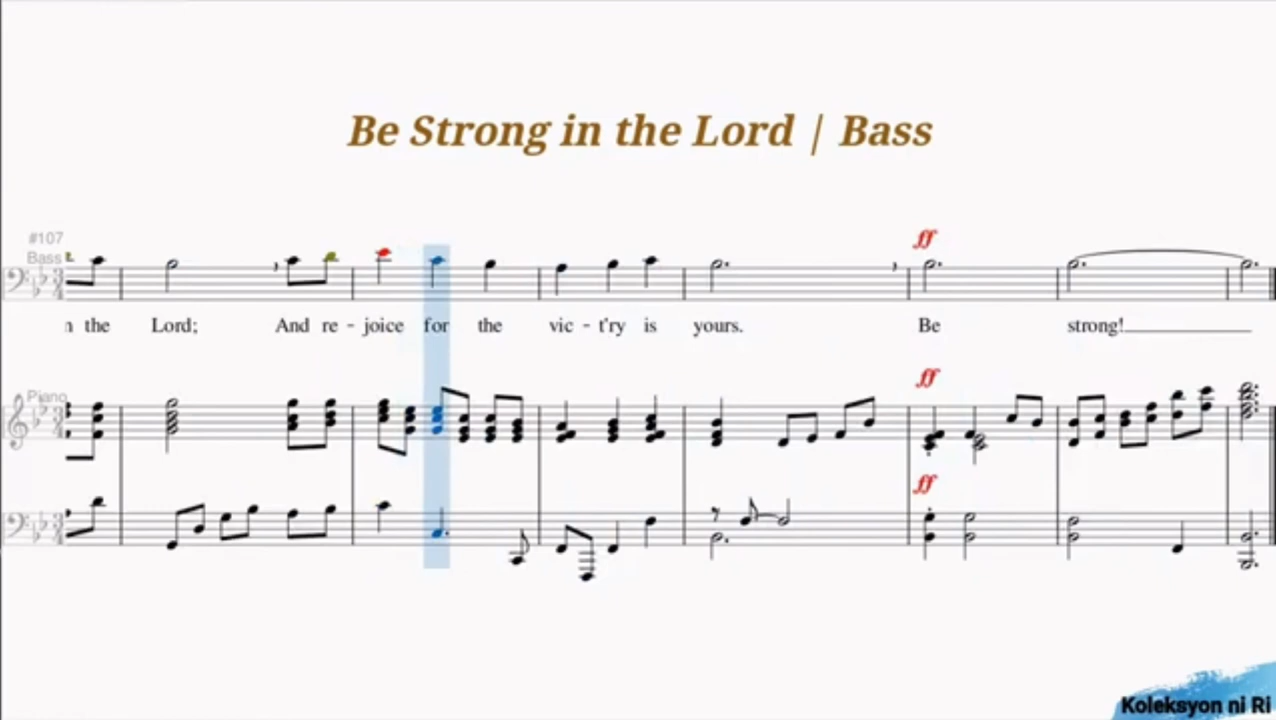 Be Strong in the Lord | Bass
#107
ff
Bass
the Lord; And re - joice for the vic - t'ry is yours. Be strong!
Piano
ff
ff
Koleksyon ni Ri